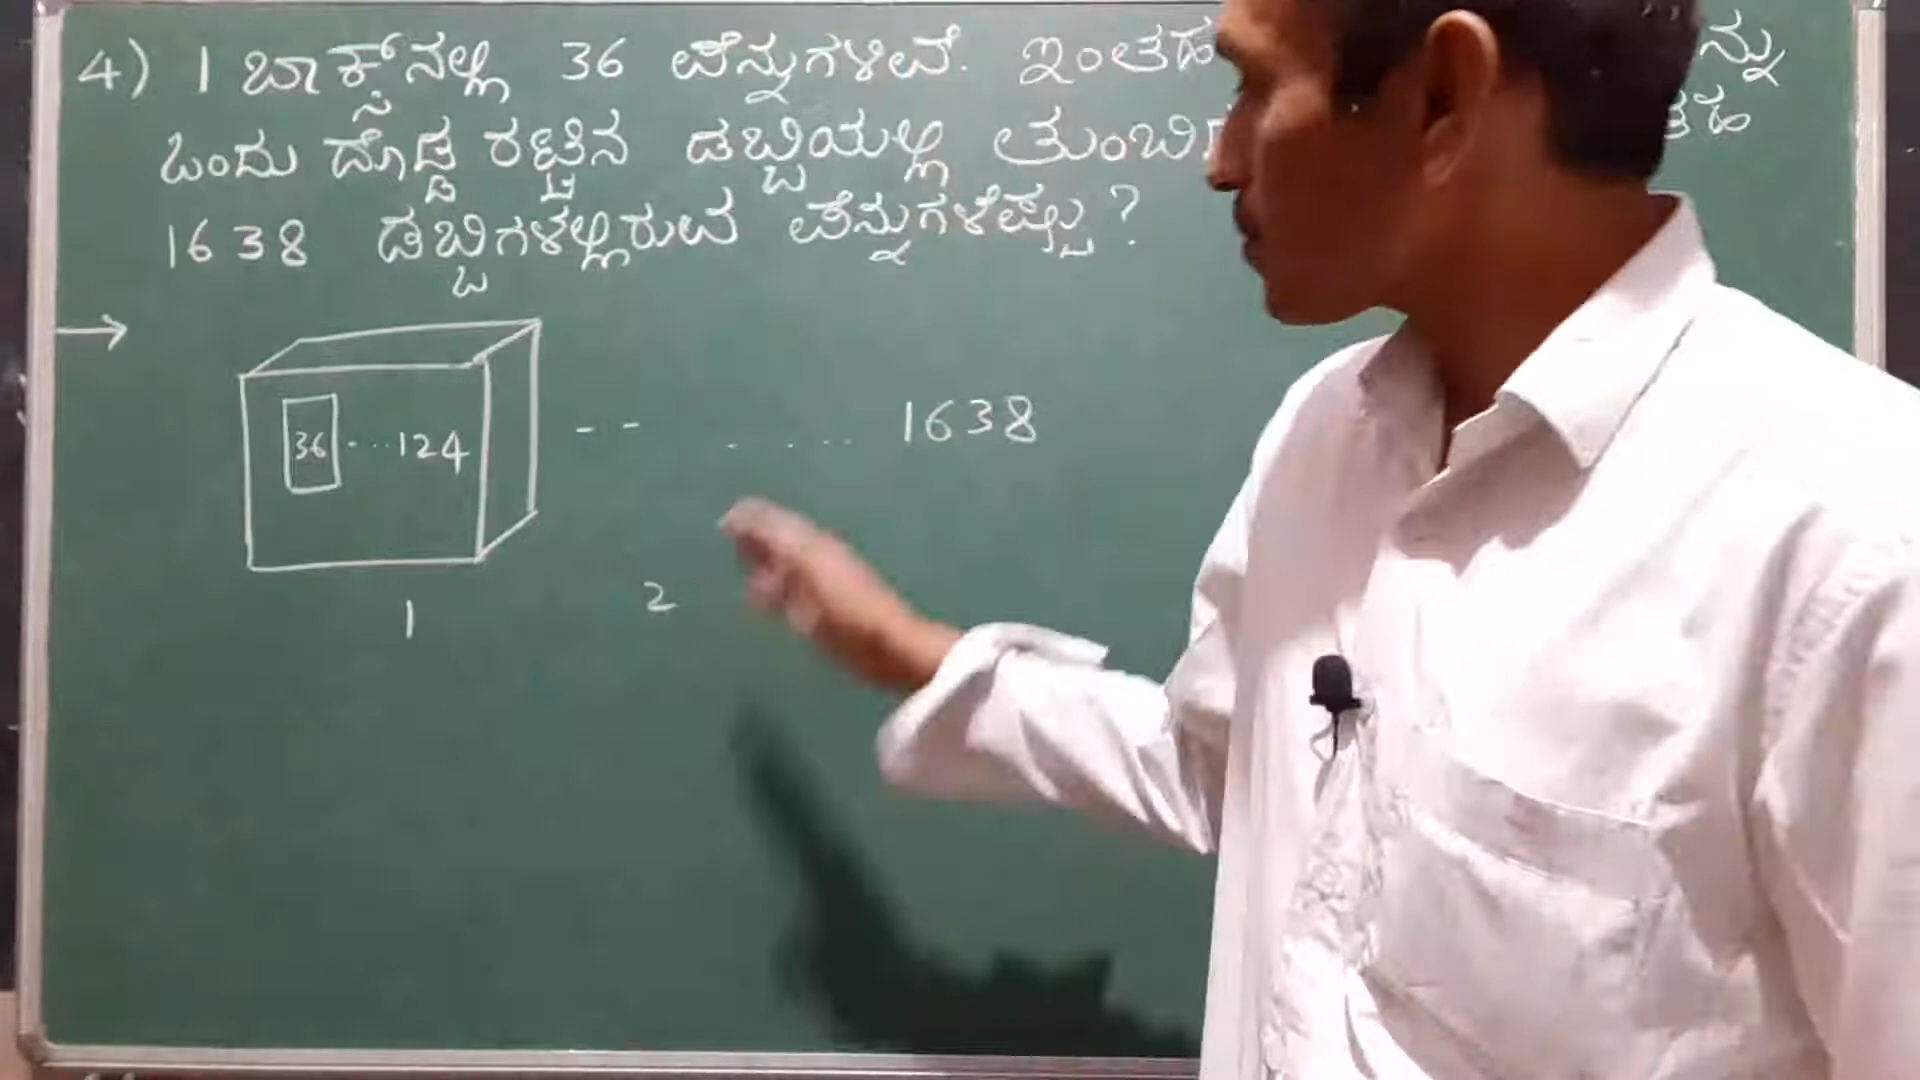 4) 1 ಬಾಕ್ಸ್‌ನಲ್ಲಿ 36 ಪೆನ್ನುಗಳಿವೆ. ಇಂತಹ ನ್ನು
ಒಂದು ದೊಡ್ಡ ರಟ್ಟಿನ ಡಬ್ಬಿಯಲ್ಲಿ
1638 ಡಬ್ಬಿಗಳಲ್ಲಿರುವ ಪೆನ್ನುಗಳೆಷ್ಟು?
→
36 ...124 -- ..... 1638
1 2